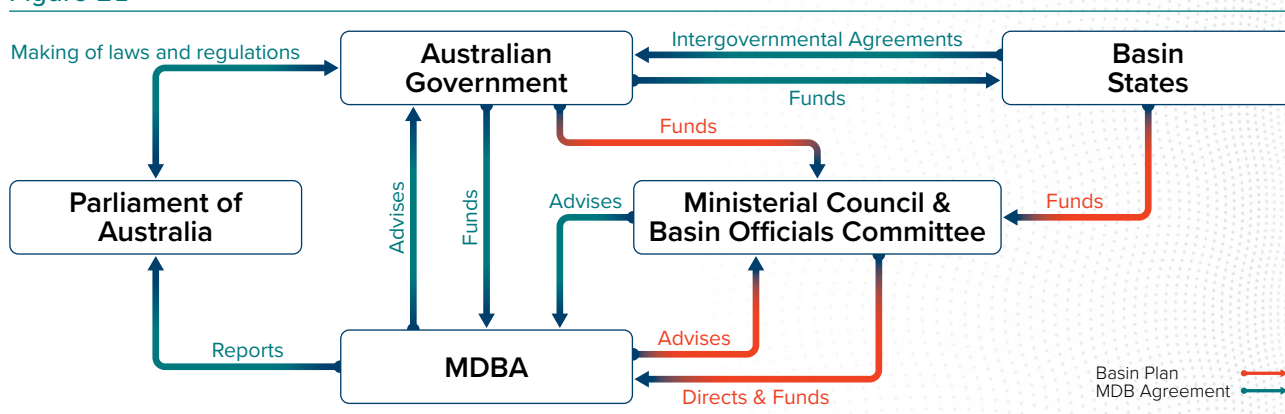 Making of laws and regulations
Australian
Government
Intergovernmental Agreements
Funds
Basin
States
Funds
Parliament of
Australia
Advises
Funds
Advises
Ministerial Council &
Basin Officials Committee
Funds
Reports
MDBA
Advises
Directs & Funds
Basin Plan
MDB Agreement